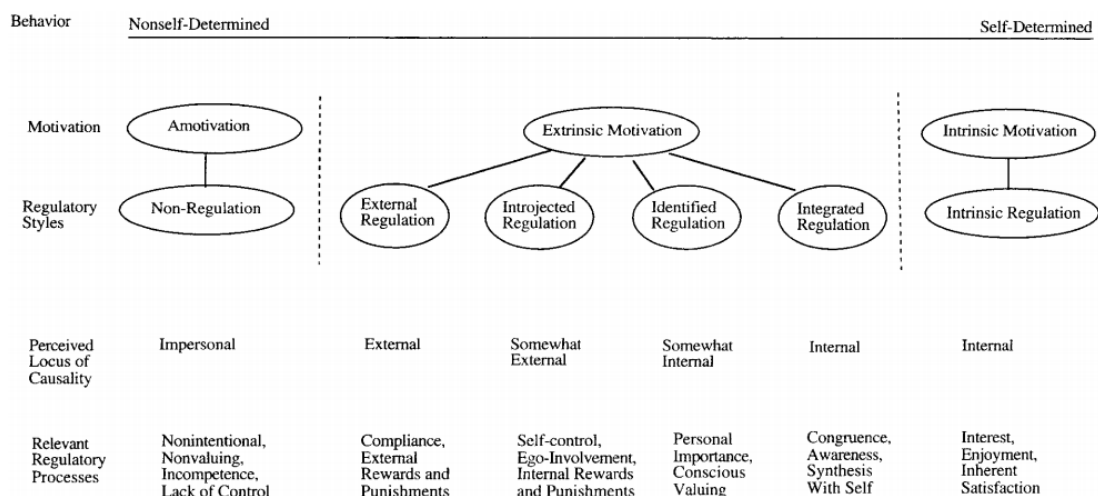 Behavior
Nonself-Determined
Self-Determined
Motivation
Amotivation
Extrinsic Motivation
Intrinsic Motivation
Regulatory
Styles
Non-Regulation
External
Regulation
Introjected
Regulation
Identified
Regulation
Integrated
Regulation
Intrinsic Regulation
Perceived
Locus of
Causality
Impersonal
External
Somewhat
External
Somewhat
Internal
Internal
Internal
Relevant
Regulatory
Processes
Nonintentional,
Nonvaluing,
Incompetence,
Lack of Control
Compliance,
External
Rewards and
Punishments
Self-control,
Ego-Involvement,
Internal Rewards
and Punishments
Personal
Importance,
Conscious
Valuing
Congruence,
Awareness,
Synthesis
With Self
Interest,
Enjoyment,
Inherent
Satisfaction